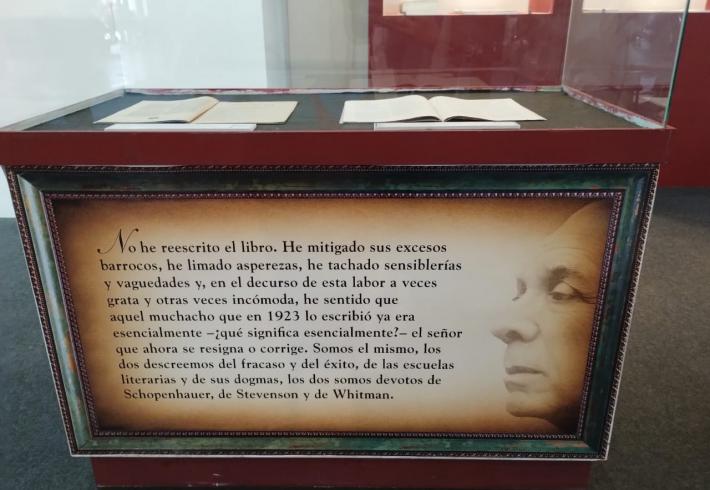 No he reescrito el libro. He mitigado sus excesos
barrocos, he limado asperezas, he tachado sensiblerías
y vaguedades y, en el decurso de esta labor a veces
grata y otras veces incómoda, he sentido que
aquel muchacho que en 1923 lo escribió ya era
esencialmente –¿qué significa esencialmente?– el señor
que ahora se resigna o corrige. Somos el mismo, los
dos descreemos del fracaso y del éxito, de las escuelas
literarias y de sus dogmas, los dos somos devotos de
Schopenhauer, de Stevenson y de Whitman.